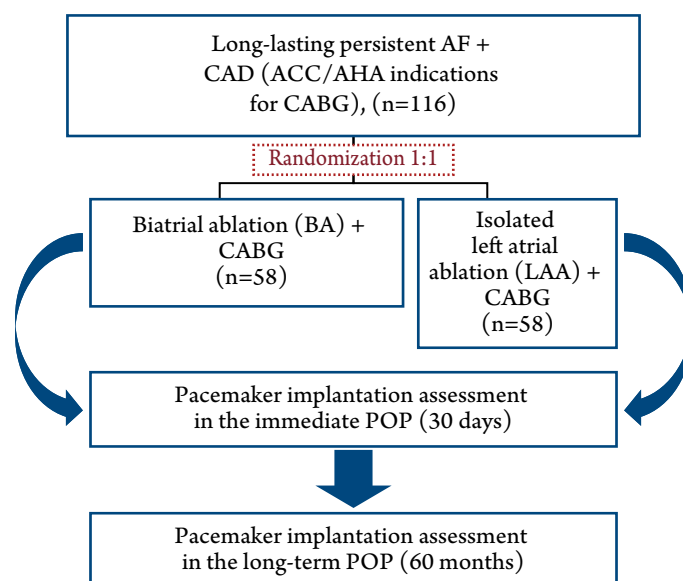 Long-lasting persistent AF +
CAD (ACC/AHA indications
for CABG), (n=116)
Randomization 1:1
Biatrial ablation (BA) +
CABG
(n=58)
Isolated
left atrial
ablation (LAA) +
CABG
(n=58)
Pacemaker implantation assessment
in the immediate POP (30 days)
Pacemaker implantation assessment
in the long-term POP (60 months)